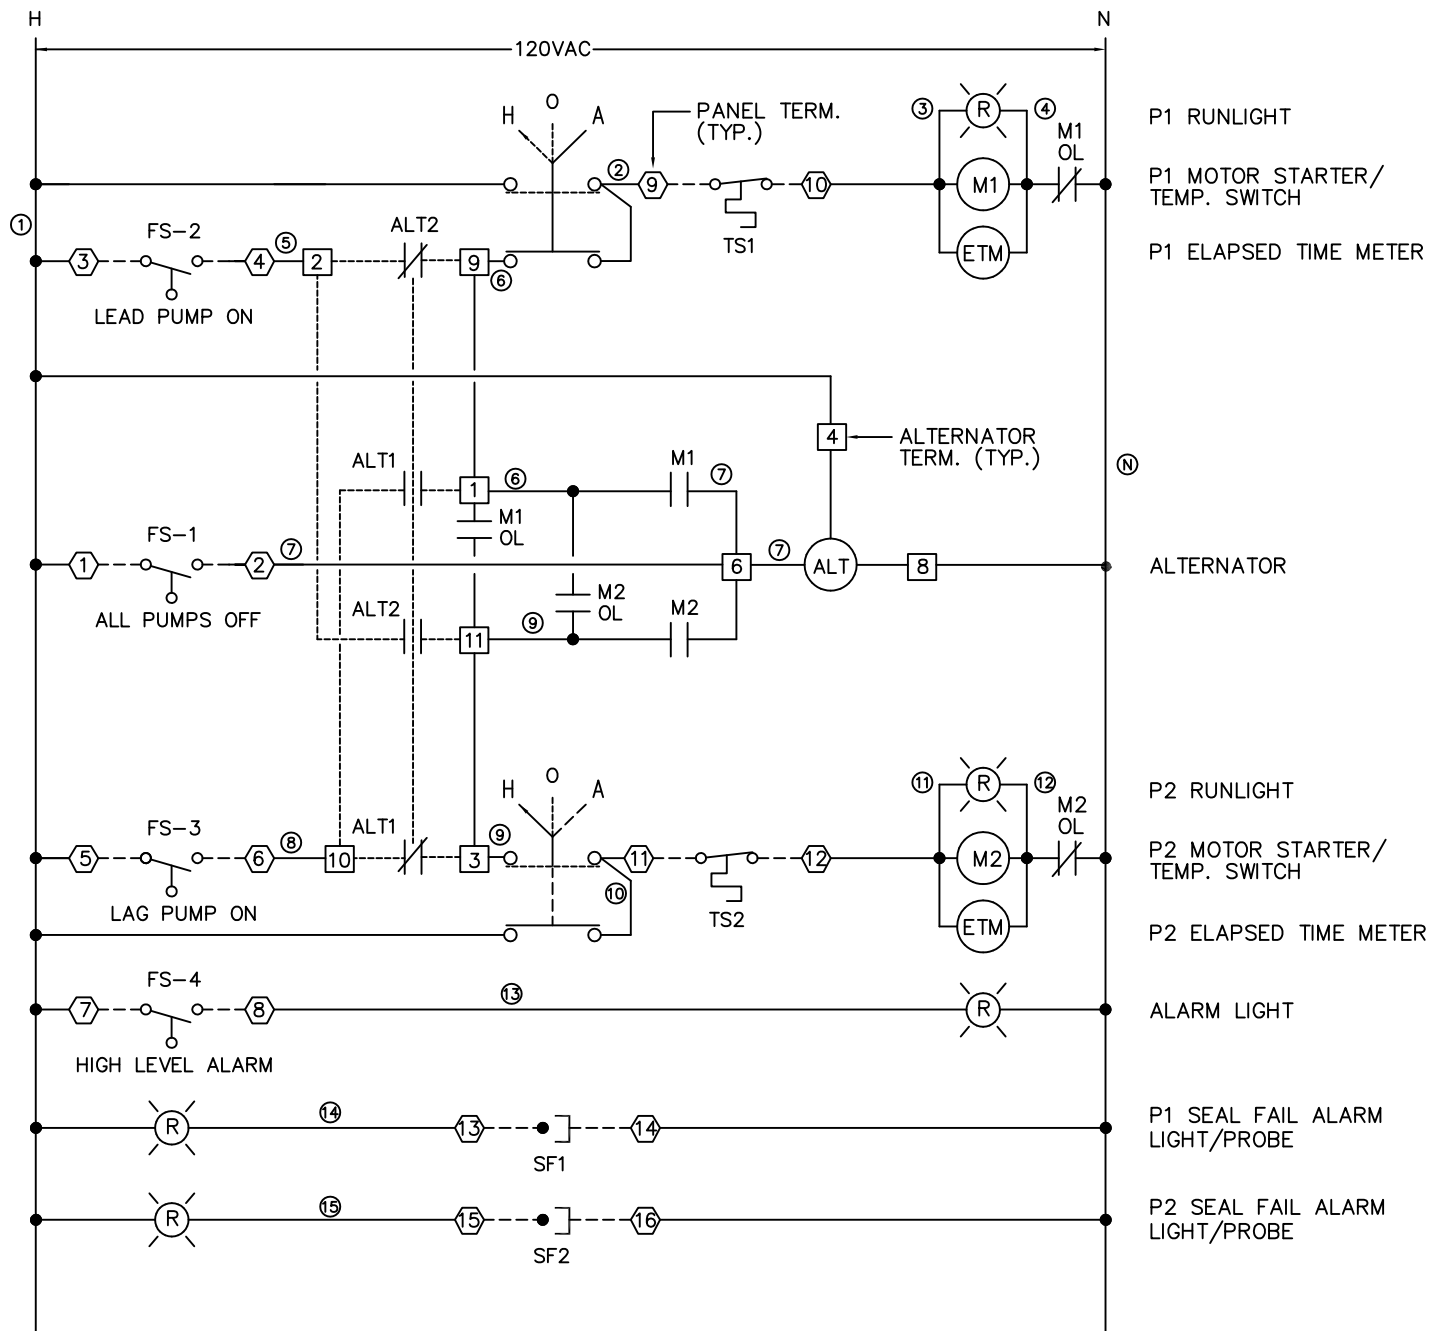 H
N
120VAC
H O A
PANEL TERM.
(TYP.)
3
R
4
M1
OL
P1 RUNLIGHT
2
9
10
M1
P1 MOTOR STARTER/
TEMP. SWITCH
TS1
1
FS-2
ALT2
3
4
5
2
9
6
ETM
P1 ELAPSED TIME METER
LEAD PUMP ON
4
ALTERNATOR
TERM. (TYP.)
N
ALT1
1
6
M1
7
M1
OL
FS-1
1
2
7
6
7
ALT
8
ALTERNATOR
ALL PUMPS OFF
ALT2
M2
OL
11
9
M2
H O A
11
R
12
M2
OL
P2 RUNLIGHT
FS-3
ALT1
5
6
8
10
3
9
11
12
M2
P2 MOTOR STARTER/
TEMP. SWITCH
LAG PUMP ON
10
TS2
ETM
P2 ELAPSED TIME METER
FS-4
7
8
13
R
ALARM LIGHT
HIGH LEVEL ALARM
R
14
13
14
P1 SEAL FAIL ALARM
LIGHT/PROBE
SF1
R
15
15
16
P2 SEAL FAIL ALARM
LIGHT/PROBE
SF2